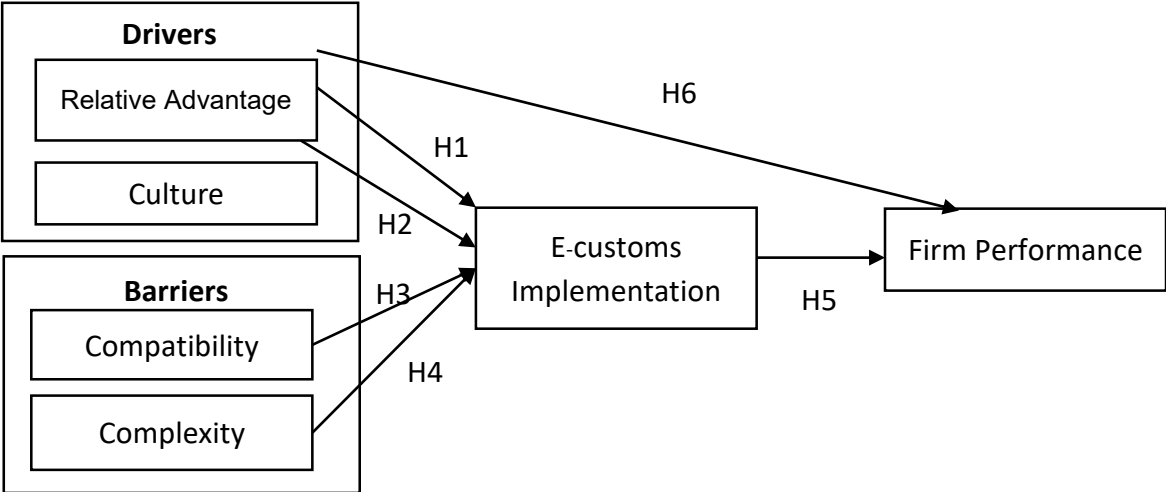 Drivers
Relative Advantage
Culture
Barriers
Compatibility
Complexity
H1
H2
H3
H4
E-customs
Implementation
H5
H6
Firm Performance